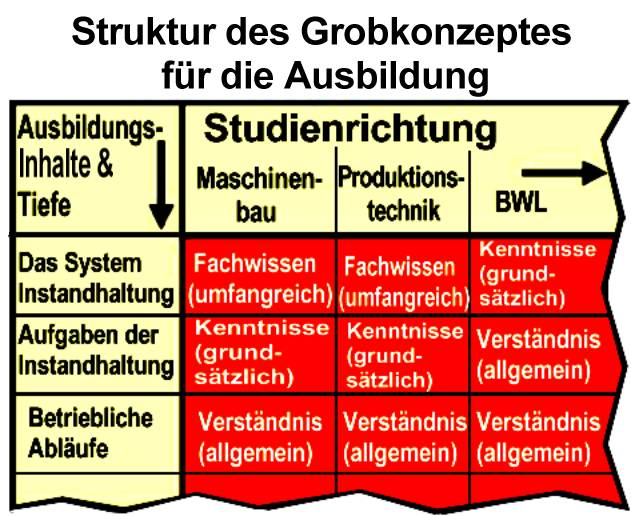 Struktur des Grobkonzeptes
für die Ausbildung
Ausbildungs-
Inhalte &
Tiefe
Studienrichtung
Maschinen-
bau
Produktions-
technik
BWL
Das System
Instandhaltung
Fachwissen
(umfangreich)
Fachwissen
(umfangreich)
Kenntnisse
(grund-
sätzlich)
Aufgaben der
Instandhaltung
Kenntnisse
(grund-
sätzlich)
Kenntnisse
(grund-
sätzlich)
Verständnis
(allgemein)
Betriebliche
Abläufe
Verständnis
(allgemein)
Verständnis
(allgemein)
Verständnis
(allgemein)